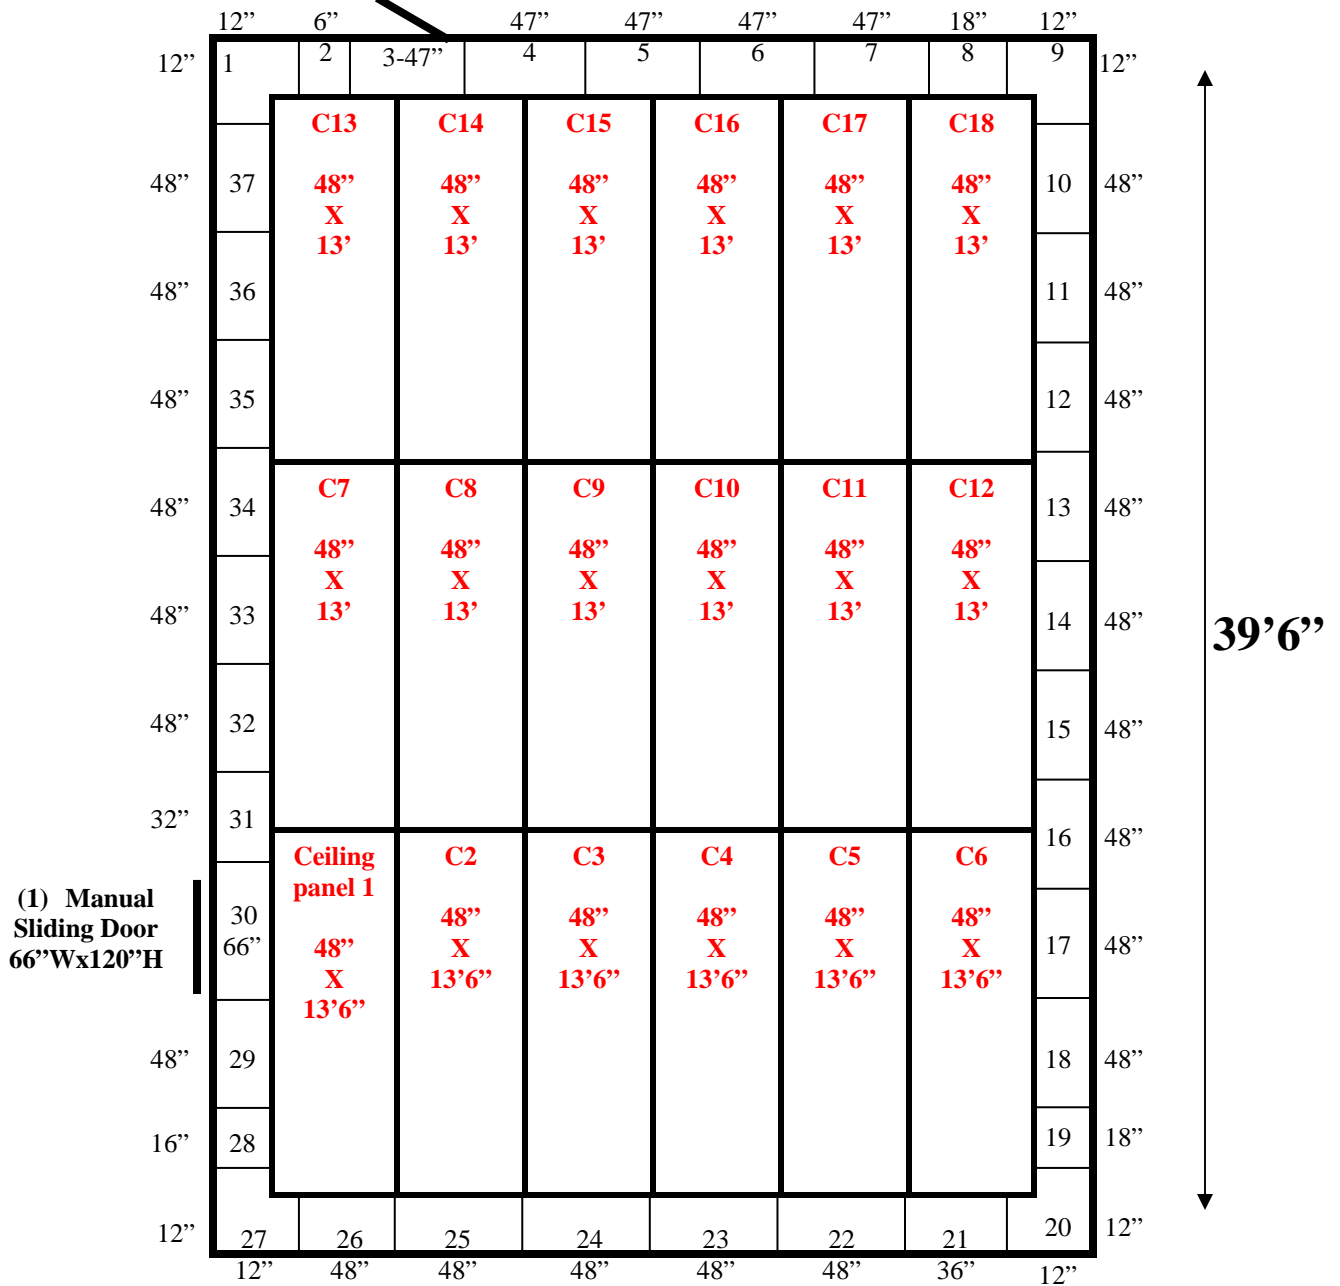 12” 6” 47” 47” 47” 47” 18” 12”
12” 1 2 3-47” 4 5 6 7 8 9 12”
C13 C14 C15 C16 C17 C18
48” 37 48” 48” 48” 48” 48” 48” 10 48”
X X X X X X
13’ 13’ 13’ 13’ 13’ 13’
48” 36 11 48”
48” 35 12 48”
C7 C8 C9 C10 C11 C12
48” 34 13 48”
48” 48” 48” 48” 48” 48”
X X X X X X
13’ 13’ 13’ 13’ 13’ 13’
48” 33 14 48”
39’6”
48” 32 15 48”
32” 31 16 48”
Ceiling C2 C3 C4 C5 C6
panel 1
(1) Manual
Sliding Door
66”Wx120”H
30
66”
48” 48” 48” 48” 48” 48”
X X X X X X
13’6” 13’6” 13’6” 13’6” 13’6” 13’6”
17 48”
48” 29 18 48”
16” 28 19 18”
12” 27 26 25 24 23 22 21 20 12”
12” 48” 48” 48” 48” 48” 36” 12”